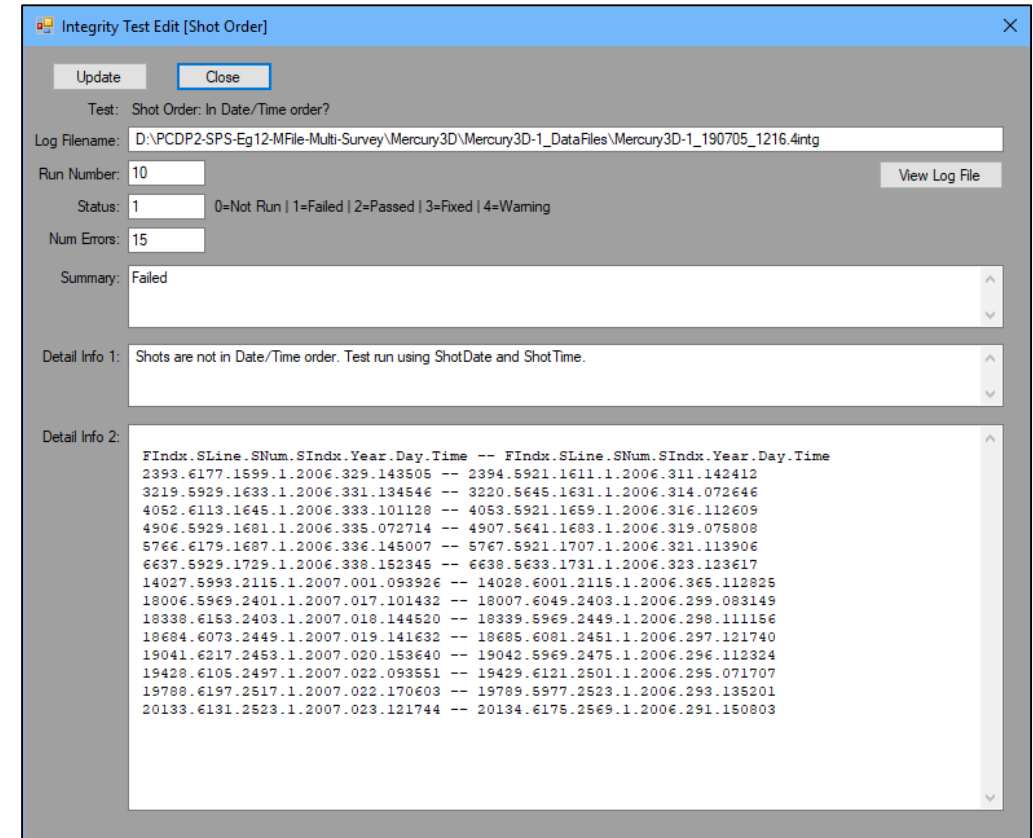 Integrity Test Edit [Shot Order]
Update Close
Test: Shot Order: In Date/Time order?
Log Filename: D:\PCDP2-SPS-Eg12-MFile-Multi-Survey\Mercury3D\Mercury3D-1_DataFiles\Mercury3D-1_190705_1216.4intg
Run Number: 10 View Log File
Status: 1 0=Not Run | 1=Failed | 2=Passed | 3=Fixed | 4=Warning
Num Errors: 15
Summary: Failed
Detail Info 1: Shots are not in Date/Time order. Test run using ShotDate and ShotTime.
Detail Info 2:
FIndx.SLine.SNum.SIndx.Year.Day.Time -- FIndx.SLine.SNum.SIndx.Year.Day.Time
2393.6177.1599.1.2006.329.143505 -- 2394.5921.1611.1.2006.311.142412
3219.5929.1633.1.2006.331.134546 -- 3220.5645.1631.1.2006.314.072646
4052.6113.1645.1.2006.333.101128 -- 4053.5921.1659.1.2006.316.112609
4906.5929.1681.1.2006.335.072714 -- 4907.5641.1683.1.2006.319.075808
5766.6179.1687.1.2006.336.145007 -- 5767.5921.1707.1.2006.321.113906
6637.5929.1729.1.2006.338.152345 -- 6638.5633.1731.1.2006.323.123617
14027.5993.2115.1.2007.001.093926 -- 14028.6001.2115.1.2006.365.112825
18006.5969.2401.1.2007.017.101432 -- 18007.6049.2403.1.2006.299.083149
18338.6153.2403.1.2007.018.144520 -- 18339.5969.2449.1.2006.298.111156
18684.6073.2449.1.2007.019.141632 -- 18685.6081.2451.1.2006.297.121740
19041.6217.2453.1.2007.020.153640 -- 19042.5969.2475.1.2006.296.112324
19428.6105.2497.1.2007.022.093551 -- 19429.6121.2501.1.2006.295.071707
19788.6197.2517.1.2007.022.170603 -- 19789.5977.2523.1.2006.293.135201
20133.6131.2523.1.2007.023.121744 -- 20134.6175.2569.1.2006.291.150803